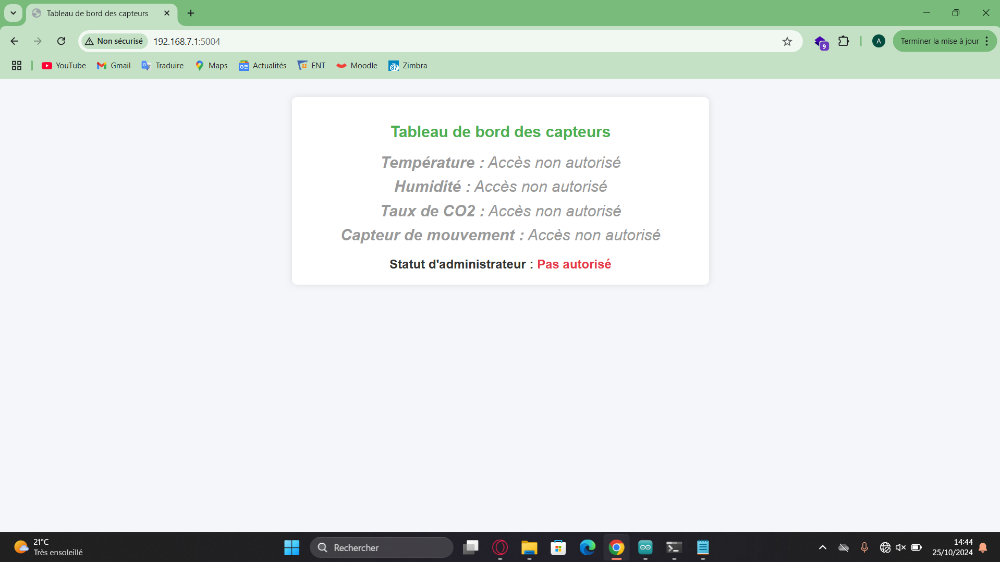 Tableau de bord des capteurs
Non sécurisé 192.168.7.1:5004
9
A
Terminer la mise à jour
YouTube Gmail Traduire Maps Actualités ENT Moodle Zimbra
Tableau de bord des capteurs
Température : Accès non autorisé
Humidité : Accès non autorisé
Taux de CO2 : Accès non autorisé
Capteur de mouvement : Accès non autorisé
Statut d'administrateur : Pas autorisé
21°C
Très ensoleillé
Rechercher
14:44
25/10/2024